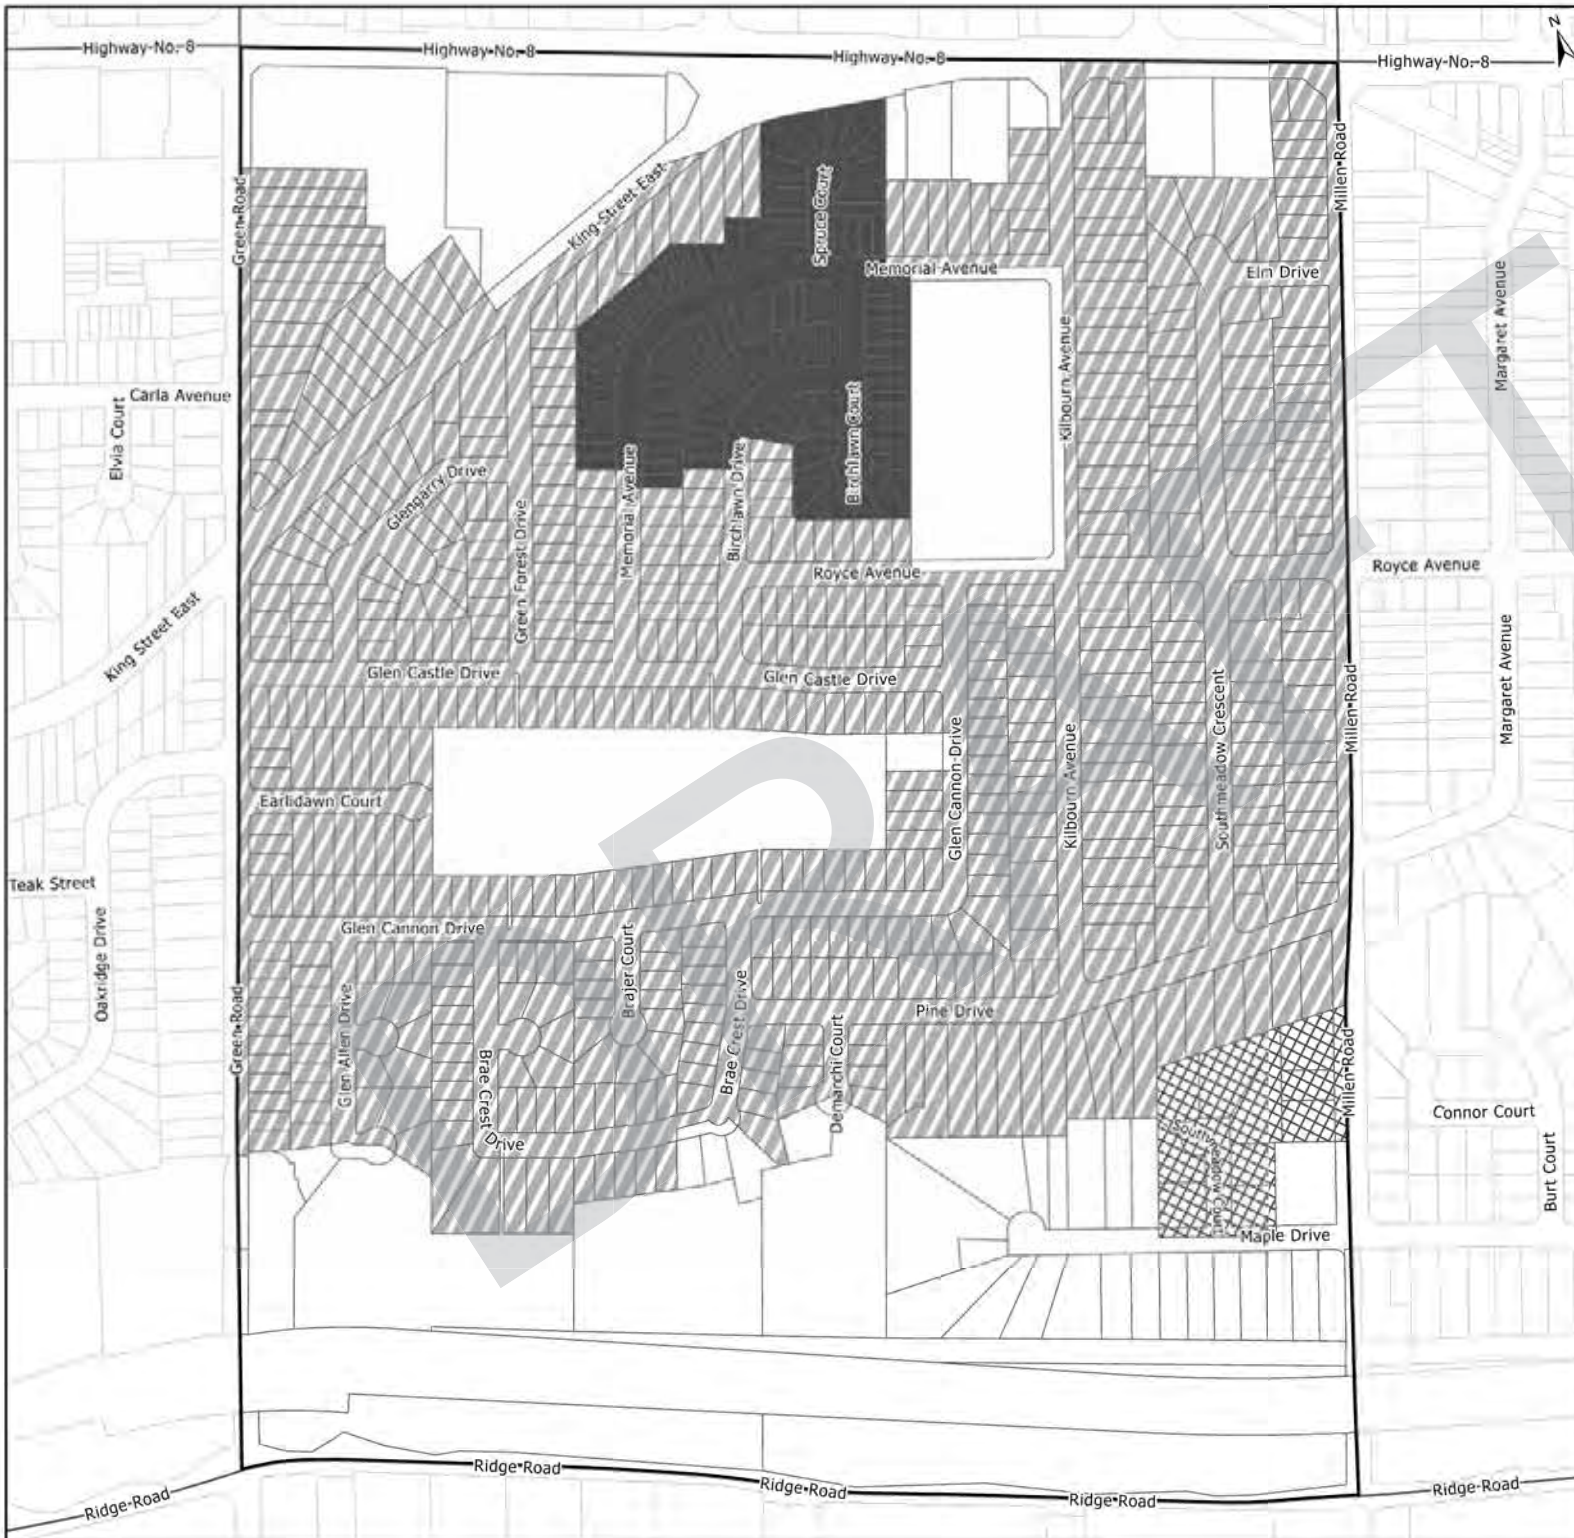 N
Highway No. 8
Highway No. 8
Highway No. 8
Highway No. 8
Green Road
King Street East
Spruce Court
Millen Road
Memorial Avenue
Elm Drive
Margaret Avenue
Carla Avenue
Elvia Court
Kilbourn Avenue
Birchlawn Court
Glengarry Drive
Green Forest Drive
Memorial Avenue
Birchlawn Drive
Royce Avenue
Royce Avenue
King Street East
Glen Castle Drive
Glen Castle Drive
Margaret Avenue
Millen Road
Southmeadow Crescent
Glen Cannon Drive
Kilbourn Avenue
Earlidawn Court
Teak Street
Oakridge Drive
Glen Cannon Drive
Brajer Court
Green Road
Glen Allen Drive
Brae Crest Drive
Brae Crest Drive
Pine Drive
Demarchi Court
Millen Road
Southmeadow Court
Connor Court
Burt Court
Maple Drive
Ridge Road
Ridge Road
Ridge Road
Ridge Road
Ridge Road